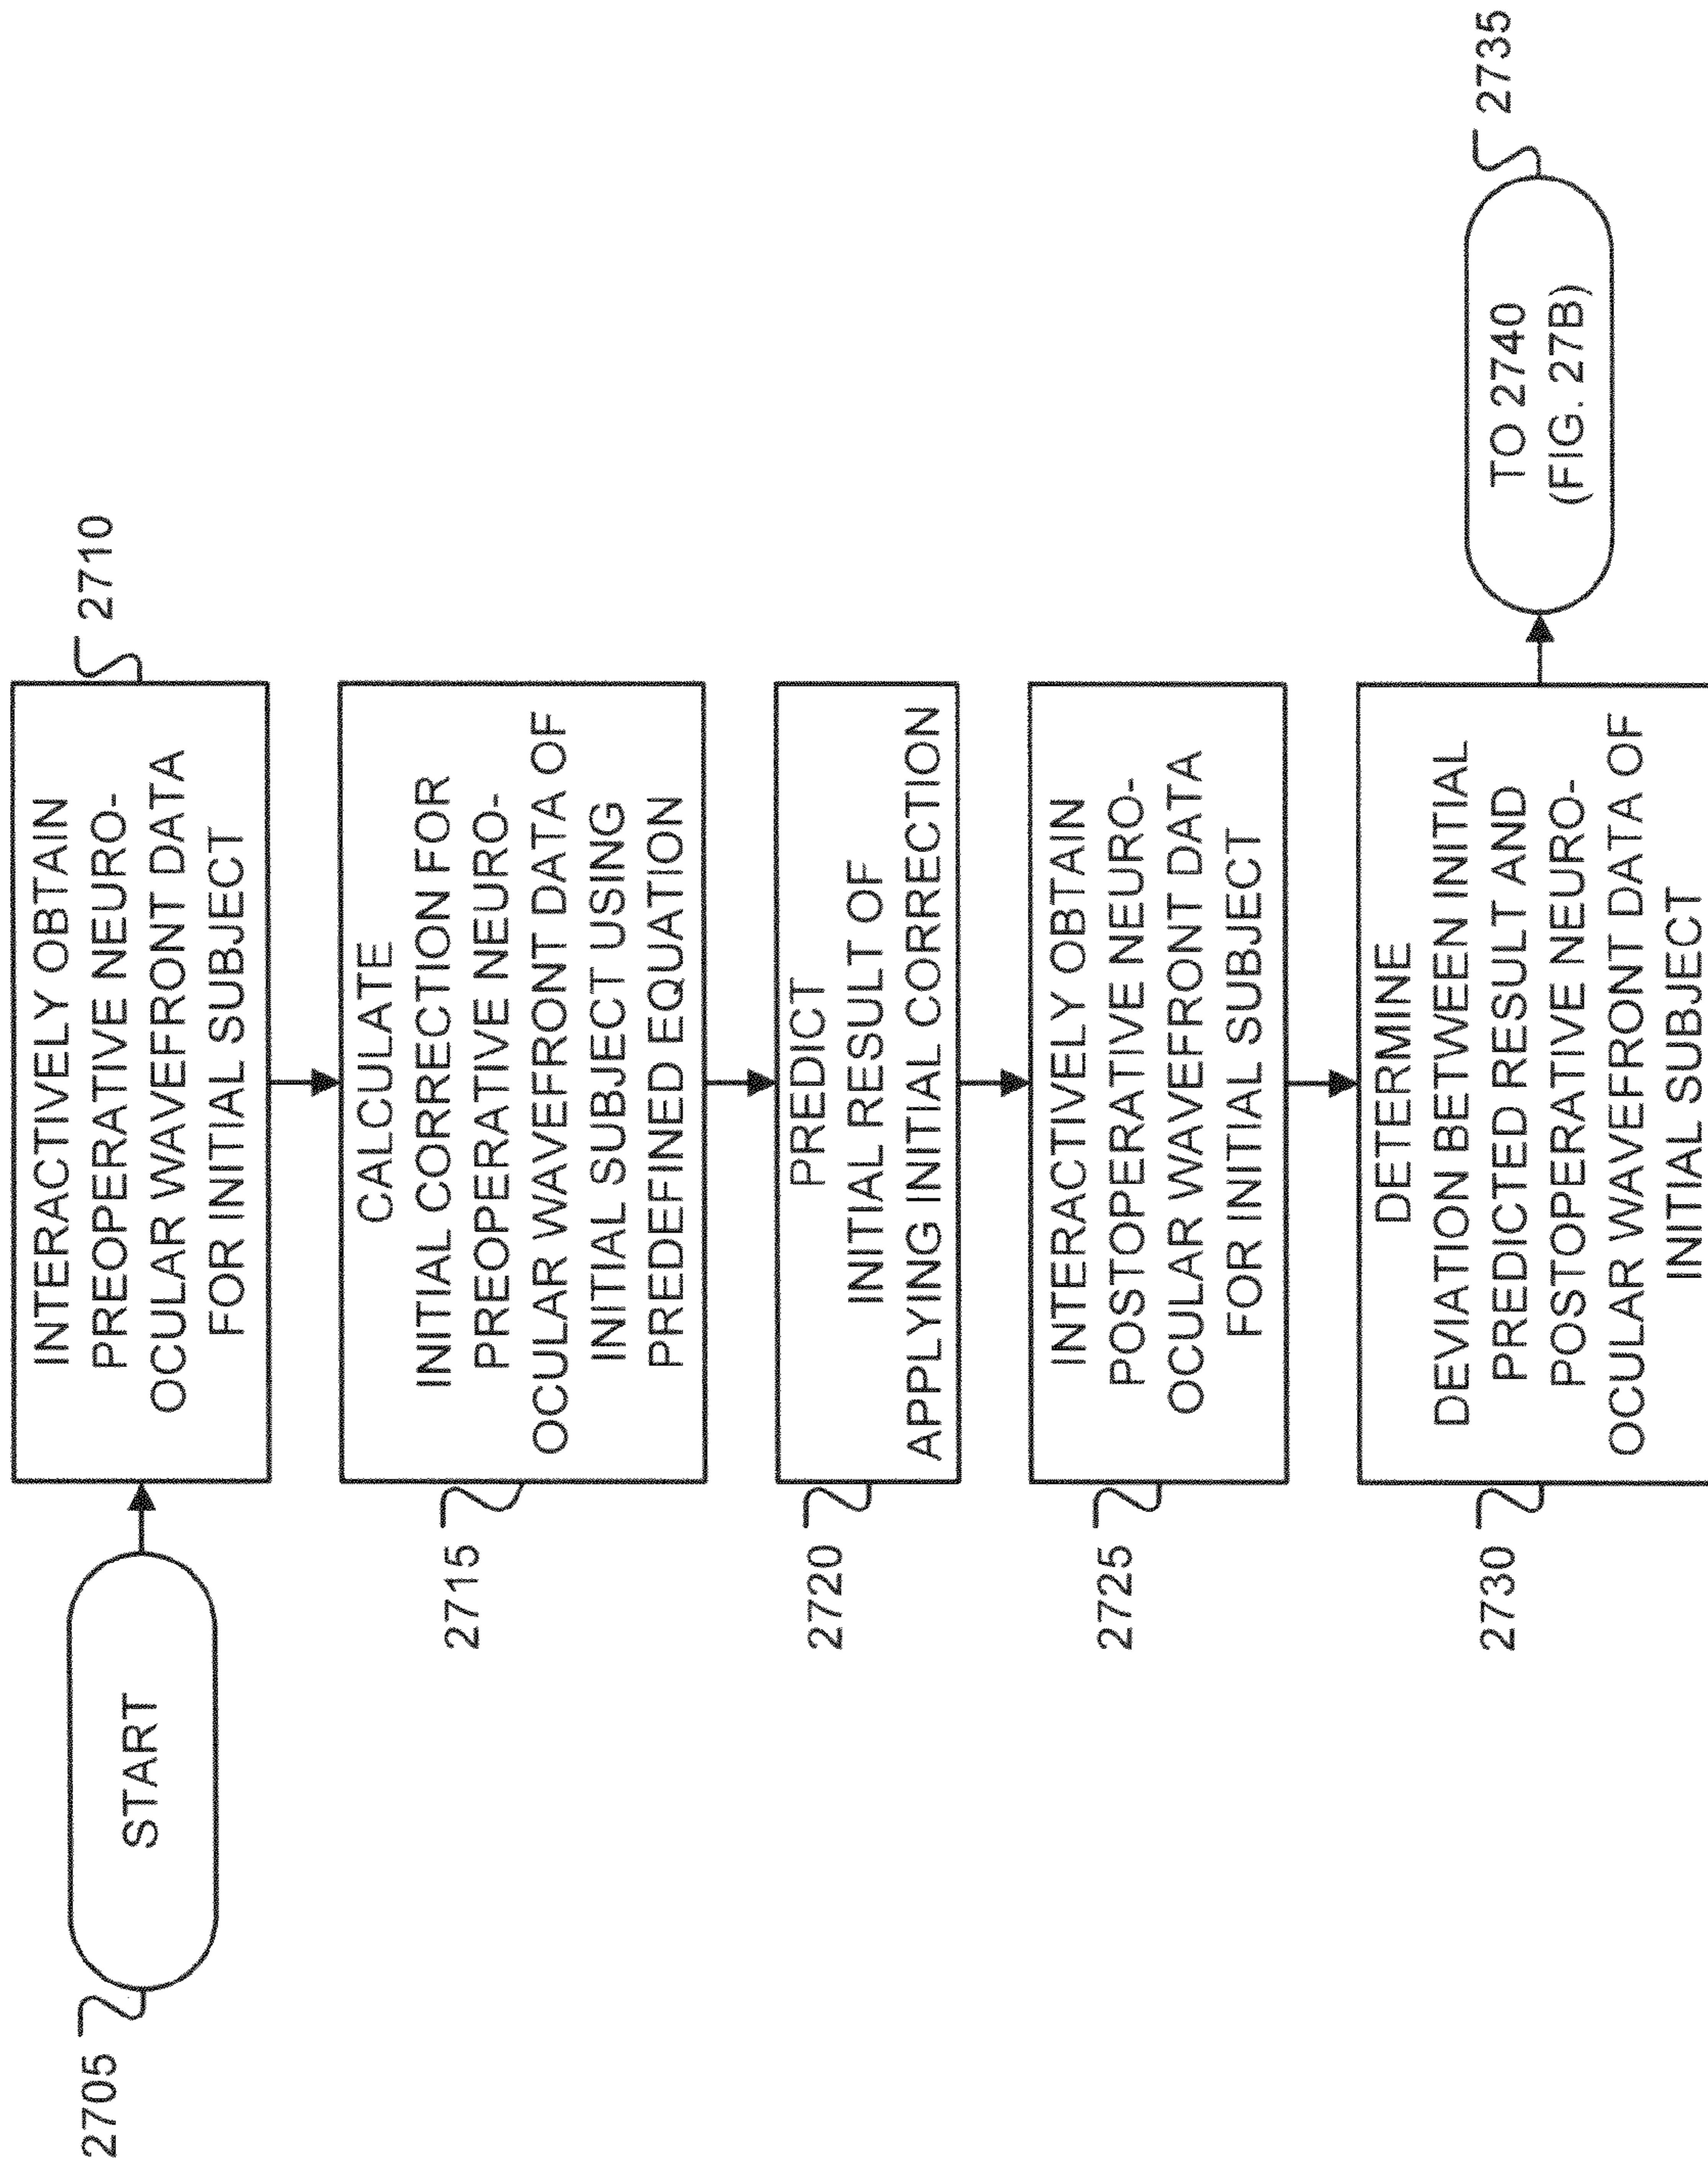 2705
START
INTERACTIVELY OBTAIN
PREOPERATIVE NEURO-
OCULAR WAVEFRONT DATA
FOR INITIAL SUBJECT
2710
2715
CALCULATE
INITIAL CORRECTION FOR
PREOPERATIVE NEURO-
OCULAR WAVEFRONT DATA OF
INITIAL SUBJECT USING
PREDEFINED EQUATION
2720
PREDICT
INITIAL RESULT OF
APPLYING INITIAL CORRECTION
2725
INTERACTIVELY OBTAIN
POSTOPERATIVE NEURO-
OCULAR WAVEFRONT DATA
FOR INITIAL SUBJECT
2730
DETERMINE
DEVIATION BETWEEN INITIAL
PREDICTED RESULT AND
POSTOPERATIVE NEURO-
OCULAR WAVEFRONT DATA OF
INITIAL SUBJECT
TO 2740
(FIG. 27B)
2735